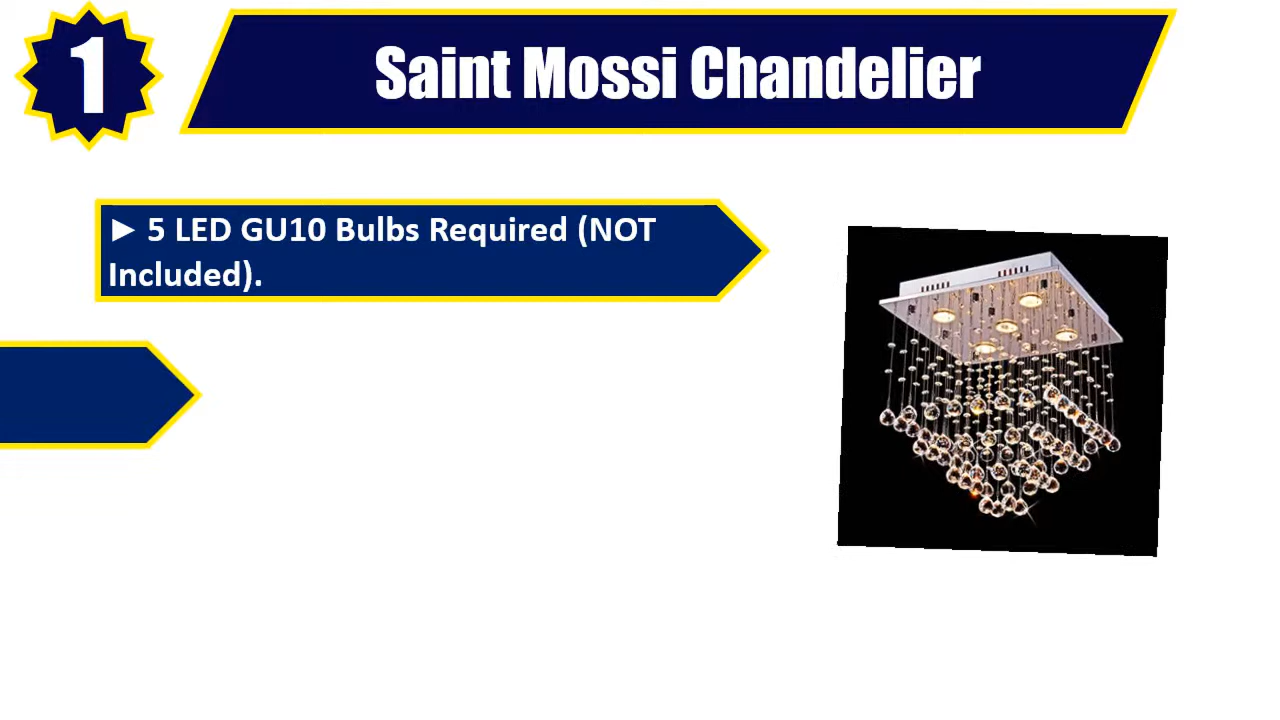 1
Saint Mossi Chandelier
► 5 LED GU10 Bulbs Required (NOT
Included).